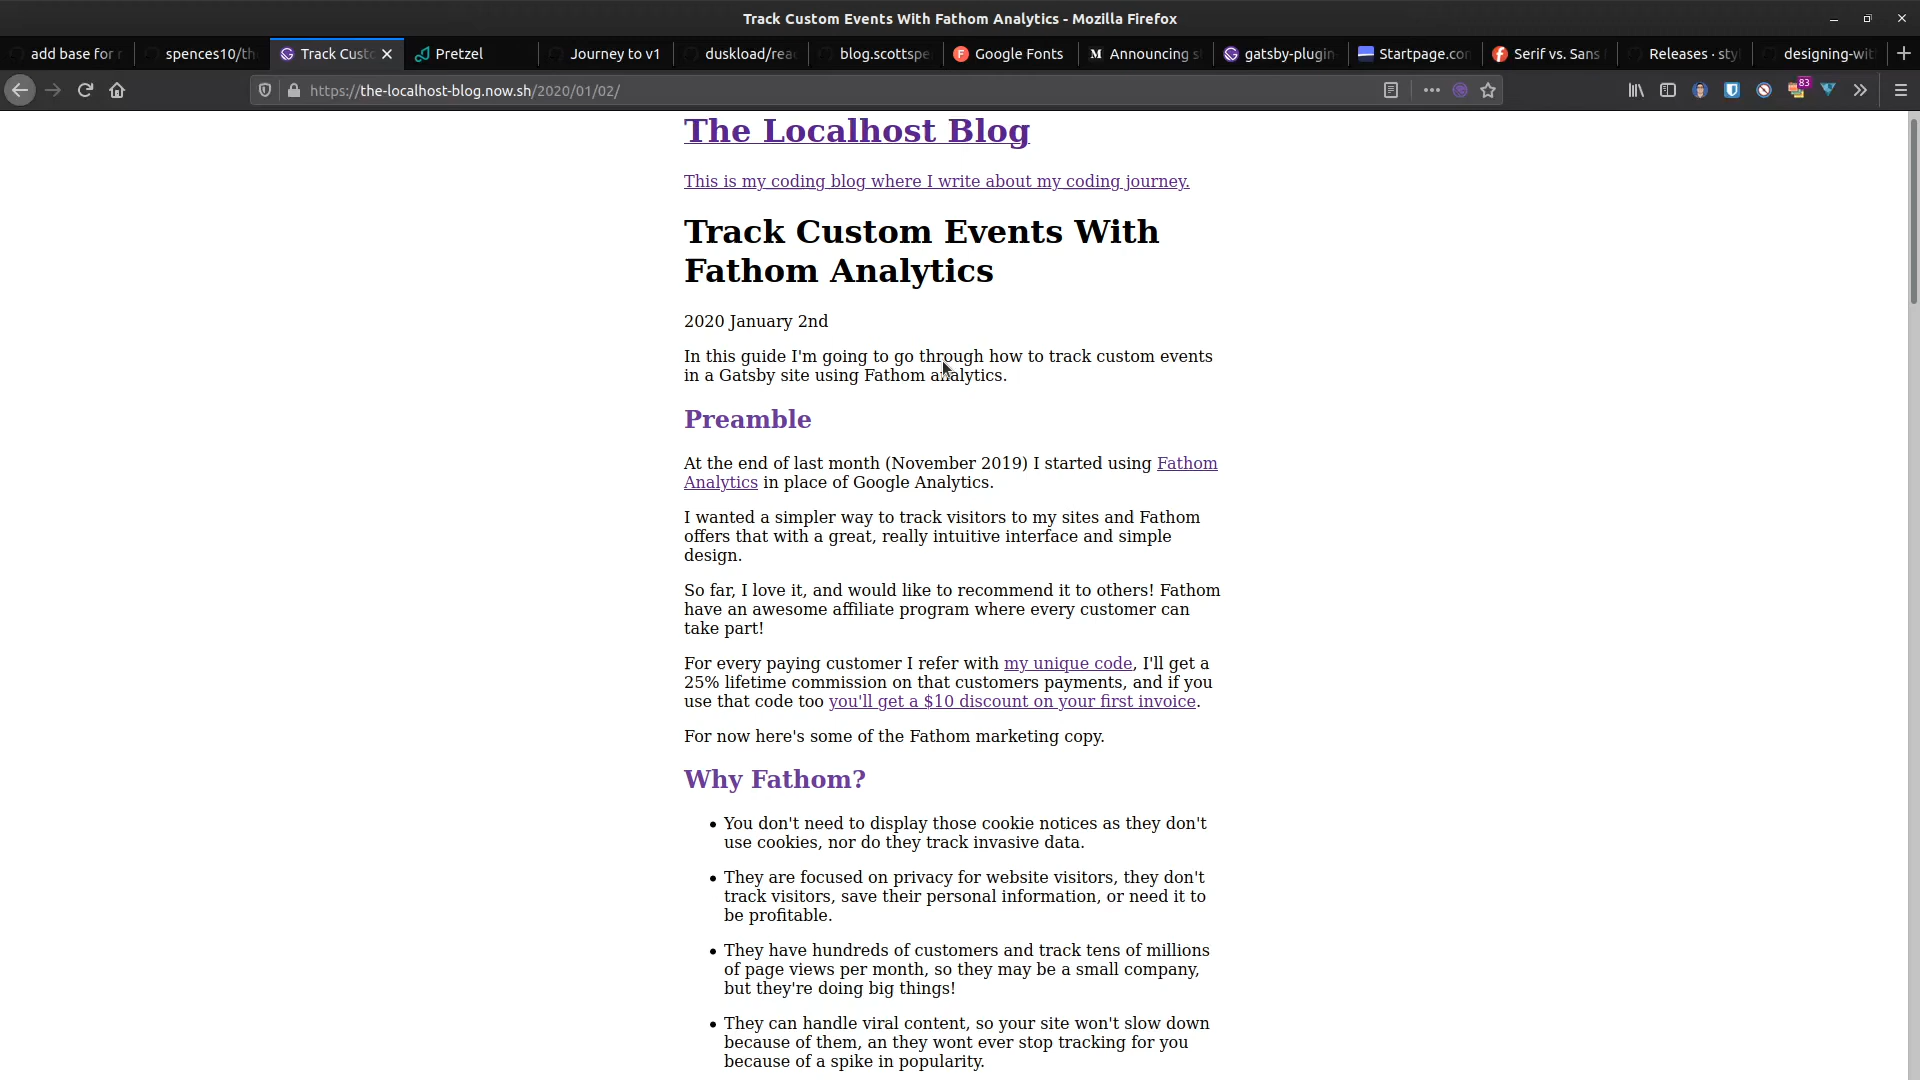 Track Custom Events With Fathom Analytics - Mozilla Firefox
add base for
spences10/th
Track Cust
Pretzel
Journey to v1
duskload/rea
blog.scottspe
Google Fonts
Announcing s
gatsby-plugin
Startpage.co
Serif vs. Sans
Releases · sty
designing-wit
https://the-localhost-blog.now.sh/2020/01/02/
83
The Localhost Blog
This is my coding blog where I write about my coding journey.
Track Custom Events With
Fathom Analytics
2020 January 2nd
In this guide I'm going to go through how to track custom events
in a Gatsby site using Fathom analytics.
Preamble
At the end of last month (November 2019) I started using Fathom
Analytics in place of Google Analytics.
I wanted a simpler way to track visitors to my sites and Fathom
offers that with a great, really intuitive interface and simple
design.
So far, I love it, and would like to recommend it to others! Fathom
have an awesome affiliate program where every customer can
take part!
For every paying customer I refer with my unique code, I'll get a
25% lifetime commission on that customers payments, and if you
use that code too you'll get a $10 discount on your first invoice.
For now here's some of the Fathom marketing copy.
Why Fathom?
• You don't need to display those cookie notices as they don't
use cookies, nor do they track invasive data.
• They are focused on privacy for website visitors, they don't
track visitors, save their personal information, or need it to
be profitable.
• They have hundreds of customers and track tens of millions
of page views per month, so they may be a small company,
but they're doing big things!
• They can handle viral content, so your site won't slow down
because of them, an they wont ever stop tracking for you
because of a spike in popularity.